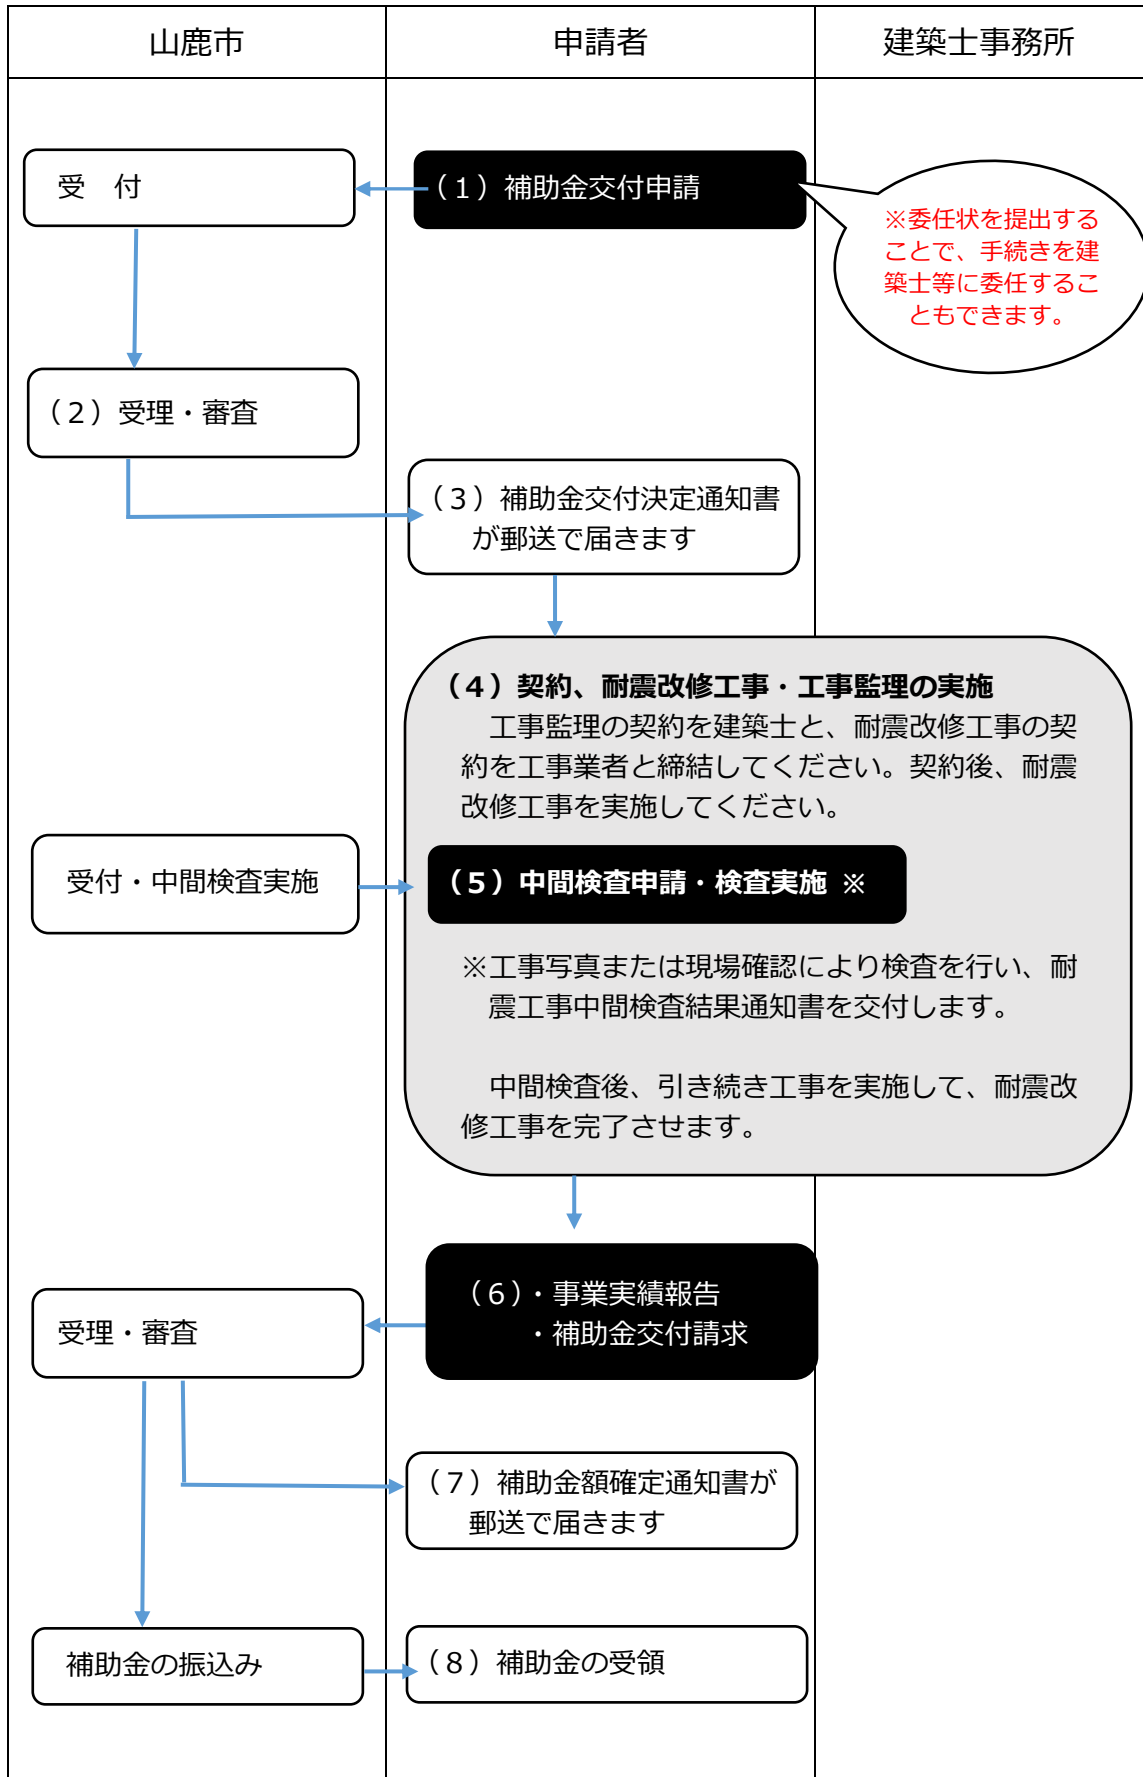 山鹿市
申請者
建築士事務所
受　付
（１）補助金交付申請
※委任状を提出する
ことで、手続きを建
築士等に委任するこ
ともできます。
（２）受理・審査
（３）補助金交付決定通知書
が郵送で届きます
（４）契約、耐震改修工事・工事監理の実施
工事監理の契約を建築士と、耐震改修工事の契
約を工事業者と締結してください。契約後、耐震
改修工事を実施してください。
受付・中間検査実施
（５）中間検査申請・検査実施 ※
※工事写真または現場確認により検査を行い、耐
震工事中間検査結果通知書を交付します。
中間検査後、引き続き工事を実施して、耐震改
修工事を完了させます。
（６）・事業実績報告
・補助金交付請求
受理・審査
（７）補助金額確定通知書が
郵送で届きます
補助金の振込み
（８）補助金の受領